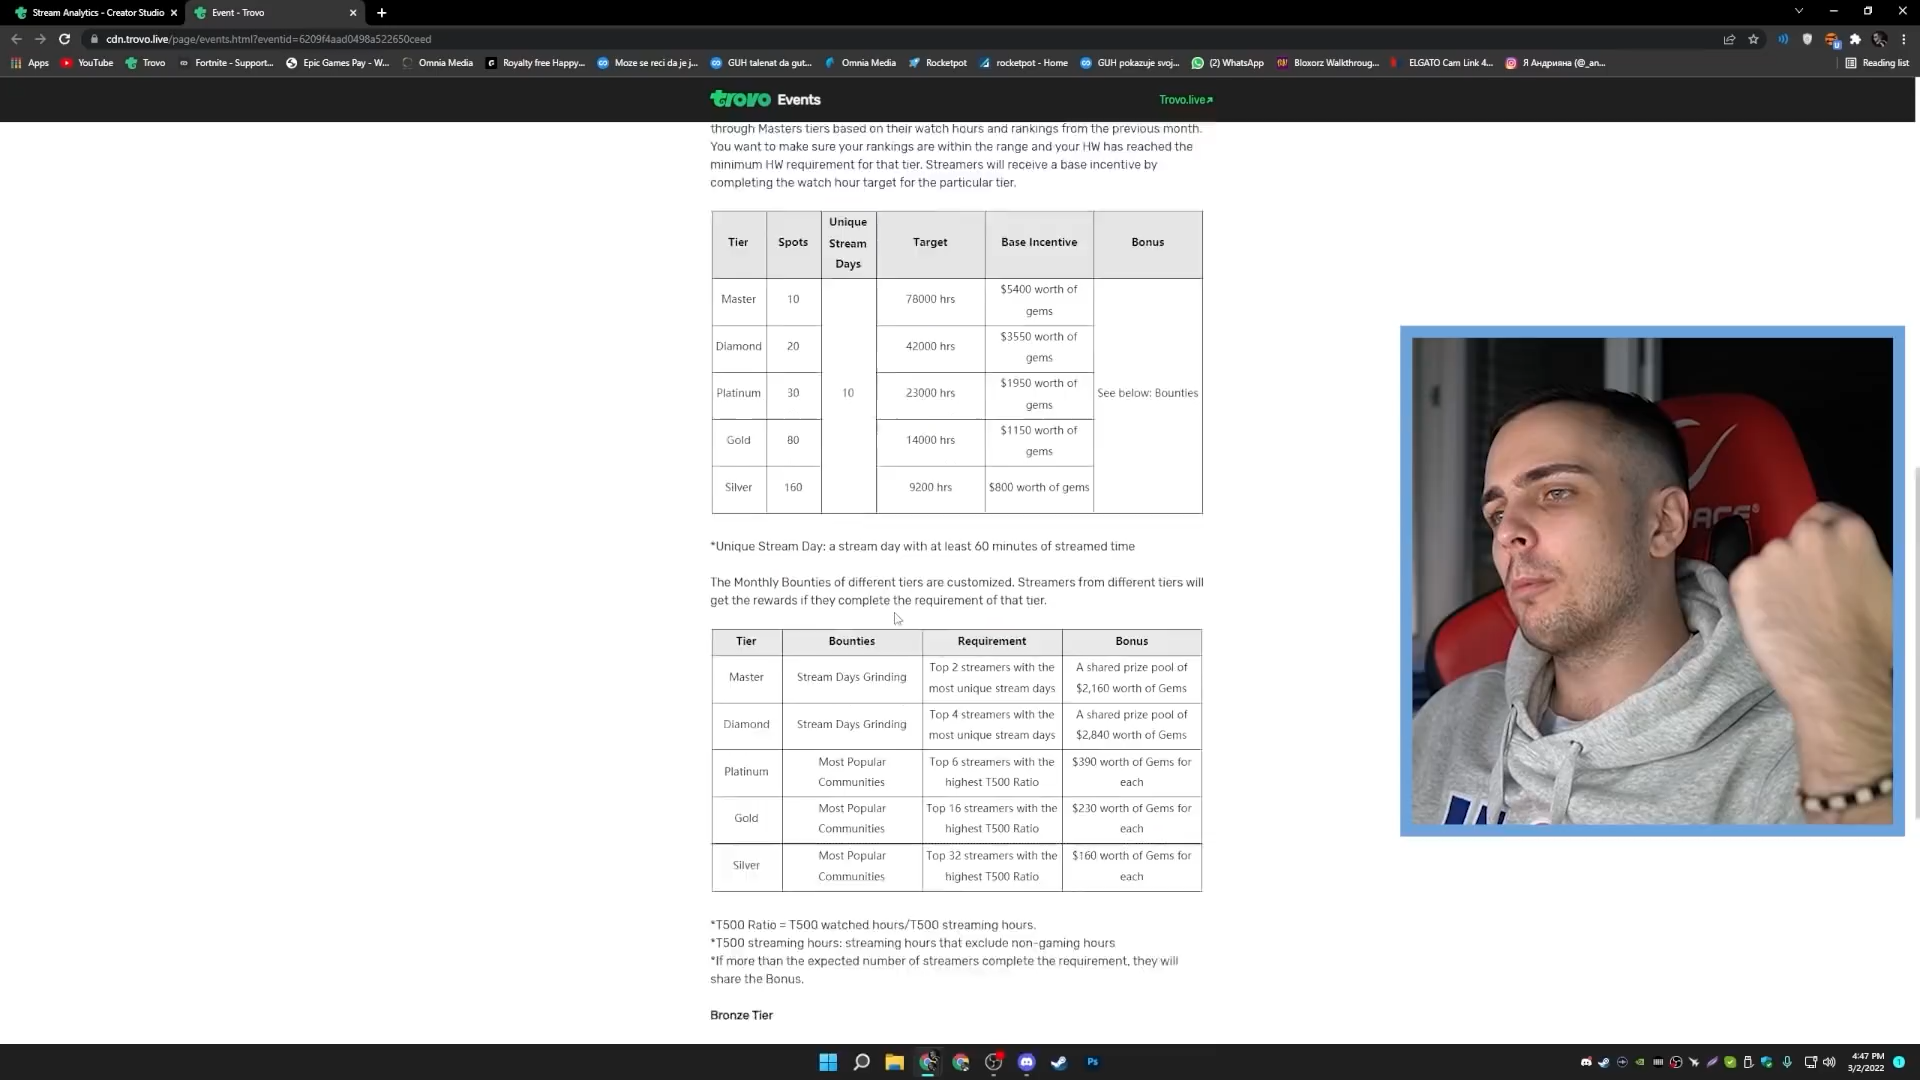 Stream Analytics - Creator Studio
Event - Trovo
cdn.trovo.live/page/events.html?eventid=6209f4aad0498a522650ceed
Apps
YouTube
Trovo
Fortnite - Support...
Epic Games Pay - W...
Omnia Media
Royalty free Happy...
Moze se reci da je j...
GUH talenat da gut...
Omnia Media
Rocketpot
rocketpot - Home
GUH pokazuje svoj...
(2) WhatsApp
Bloxorz Walkthroug...
ELGATO Cam Link 4...
Я Андрияна (@_an...
Reading list
trovo Events
Trovo.live
through Masters tiers based on their watch hours and rankings from the previous month.
You want to make sure your rankings are within the range and your HW has reached the
minimum HW requirement for that tier. Streamers will receive a base incentive by
completing the watch hour target for the particular tier.
Tier Spots Unique Stream Days Target Base Incentive Bonus
Master 10 78000 hrs $5400 worth of gems
Diamond 20 42000 hrs $3550 worth of gems
Platinum 30 10 23000 hrs $1950 worth of gems See below: Bounties
Gold 80 14000 hrs $1150 worth of gems
Silver 160 9200 hrs $800 worth of gems
*Unique Stream Day: a stream day with at least 60 minutes of streamed time
The Monthly Bounties of different tiers are customized. Streamers from different tiers will
get the rewards if they complete the requirement of that tier.
Tier Bounties Requirement Bonus
Master Stream Days Grinding Top 2 streamers with the most unique stream days A shared prize pool of $2,160 worth of Gems
Diamond Stream Days Grinding Top 4 streamers with the most unique stream days A shared prize pool of $2,840 worth of Gems
Platinum Most Popular Communities Top 6 streamers with the highest T500 Ratio $390 worth of Gems for each
Gold Most Popular Communities Top 16 streamers with the highest T500 Ratio $230 worth of Gems for each
Silver Most Popular Communities Top 32 streamers with the highest T500 Ratio $160 worth of Gems for each
*T500 Ratio = T500 watched hours/T500 streaming hours.
*T500 streaming hours: streaming hours that exclude non-gaming hours
*If more than the expected number of streamers complete the requirement, they will
share the Bonus.
Bronze Tier
Ps
4:47 PM
3/2/2022
1